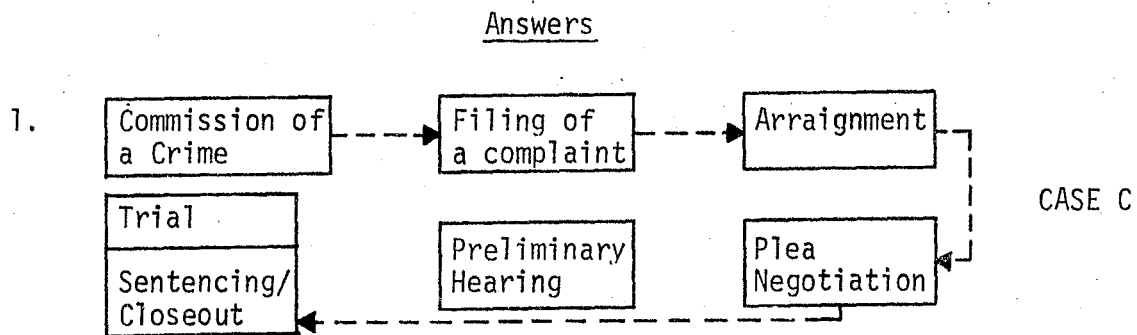 Answers
1.
Commission of
a Crime
Filing of
a complaint
Arraignment
CASE C
Trial
Sentencing/
Closeout
Preliminary
Hearing
Plea
Negotiation